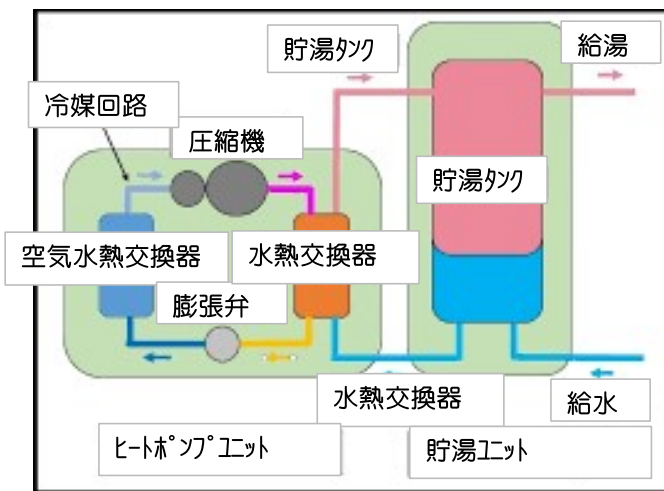 貯湯ﾀﾝｸ
給湯
冷媒回路
圧縮機
貯湯ﾀﾝｸ
空気水熱交換器
水熱交換器
膨張弁
水熱交換器
給水
ﾋｰﾄﾎﾟﾝﾌﾟﾕﾆｯﾄ
貯湯ﾕﾆｯﾄ